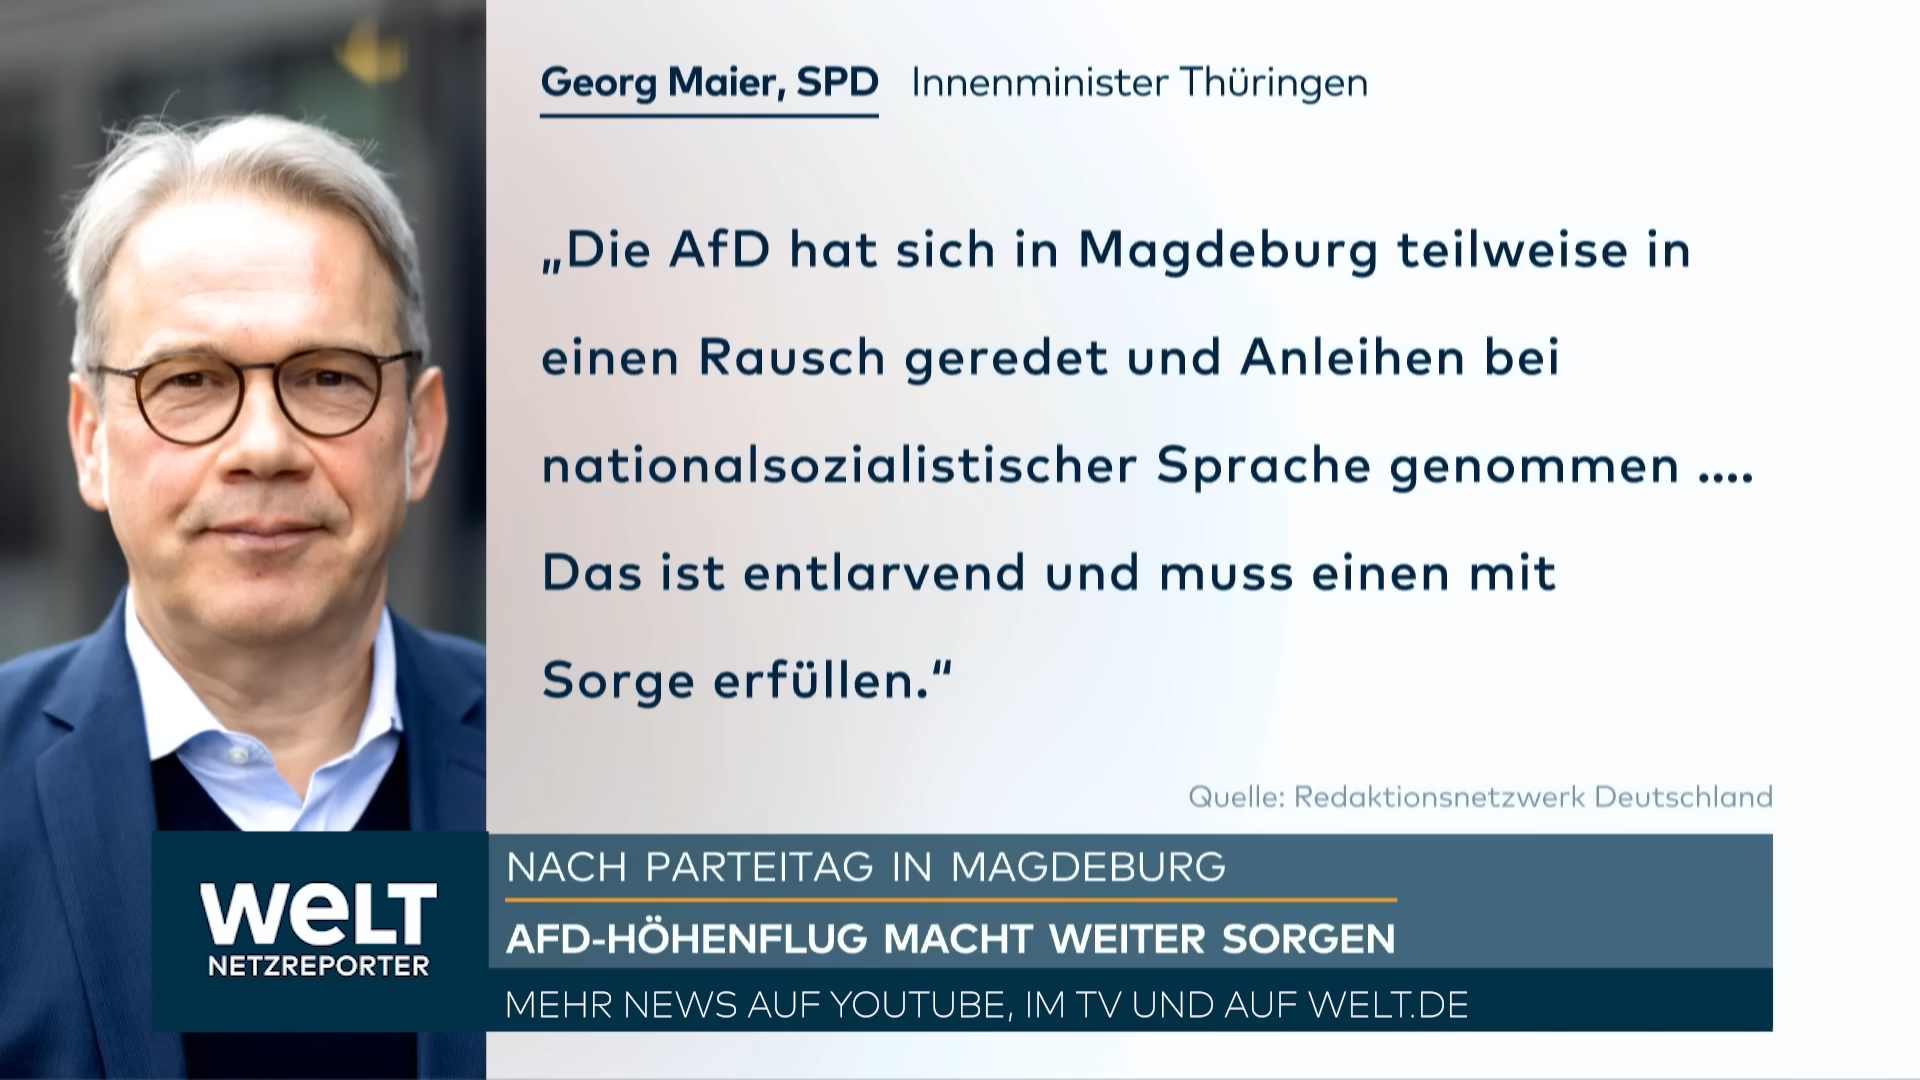 Georg Maier, SPD Innenminister Thüringen
„Die AfD hat sich in Magdeburg teilweise in
einen Rausch geredet und Anleihen bei
nationalsozialistischer Sprache genommen ....
Das ist entlarvend und muss einen mit
Sorge erfüllen.“
Quelle: Redaktionsnetzwerk Deutschland
WELT
NETZREPORTER
NACH PARTEITAG IN MAGDEBURG
AFD-HÖHENFLUG MACHT WEITER SORGEN
MEHR NEWS AUF YOUTUBE, IM TV UND AUF WELT.DE